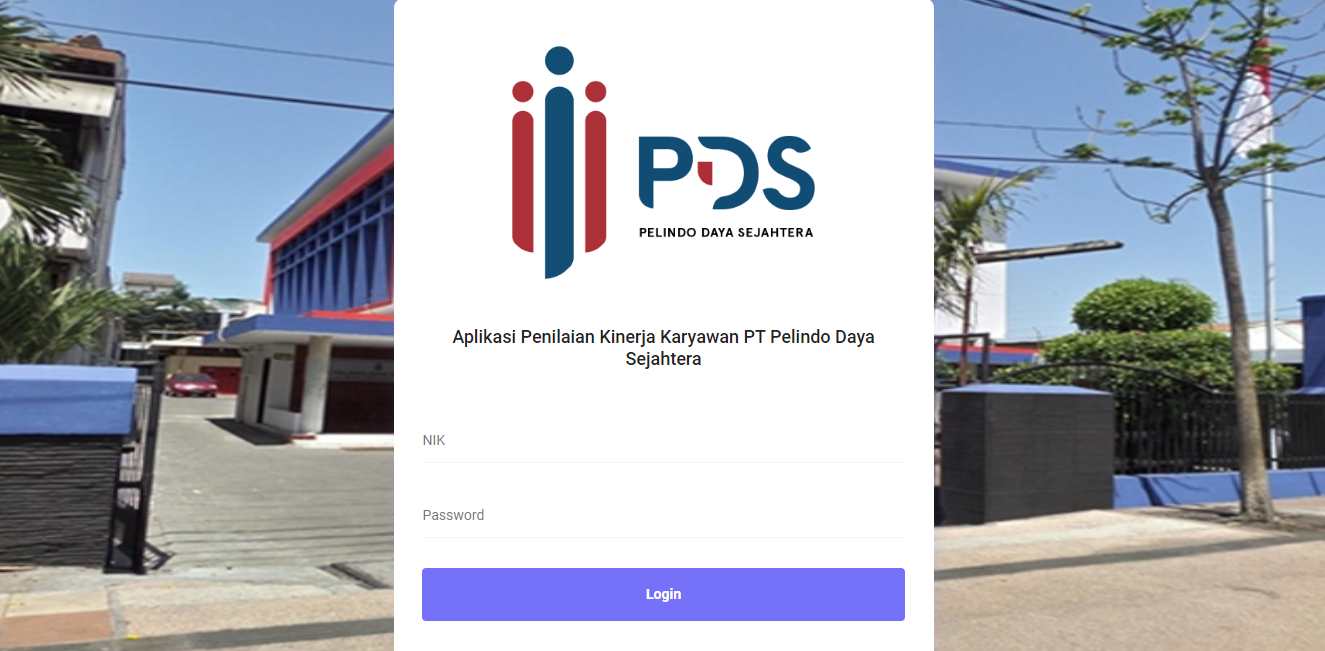 PDS
PELINDO DAYA SEJAHTERA
Aplikasi Penilaian Kinerja Karyawan PT Pelindo Daya
Sejahtera
NIK
Password
Login